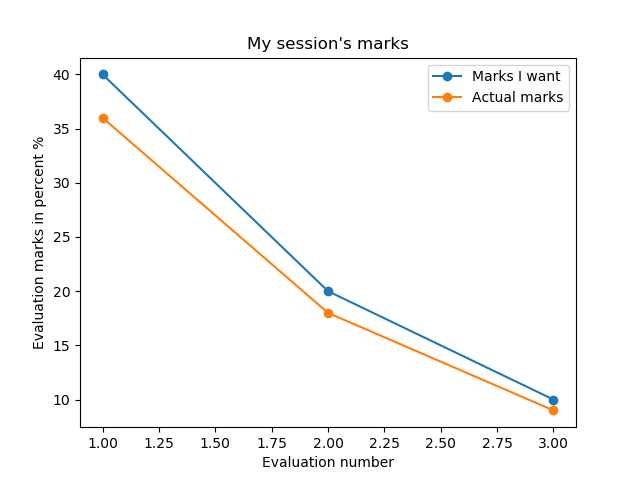 My session's marks
Marks I want
Actual marks
Evaluation marks in percent %
40
35
30
25
20
15
10
1.00 1.25 1.50 1.75 2.00 2.25 2.50 2.75 3.00
Evaluation number